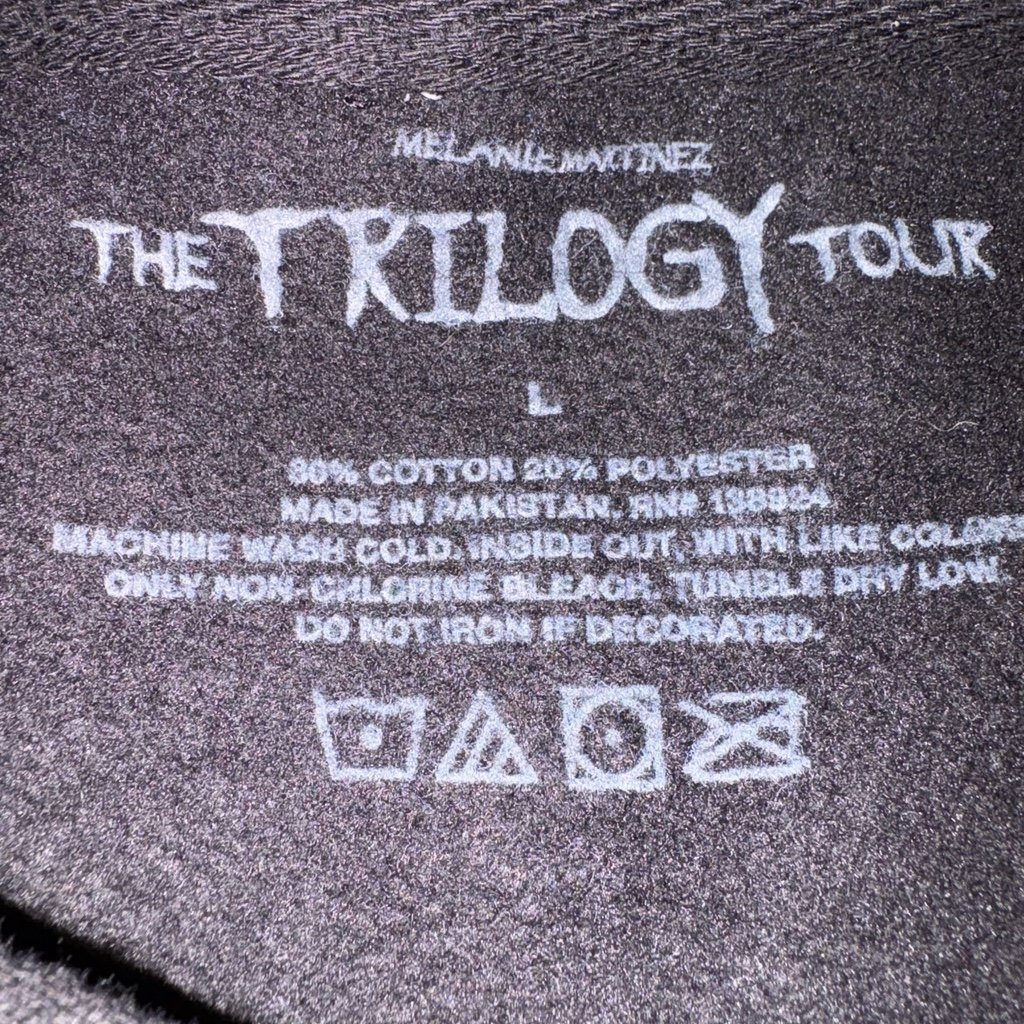 MELANIE MARTINEZ
THE TRILOGY TOUR
L
80% COTTON 20% POLYESTER
MADE IN PAKISTAN. RN#
MACHINE WASH COLD, INSIDE OUT, WITH LIKE COLORS
ONLY NON-CHLORINE BLEACH. TUMBLE DRY LOW.
DO NOT IRON IF DECORATED.